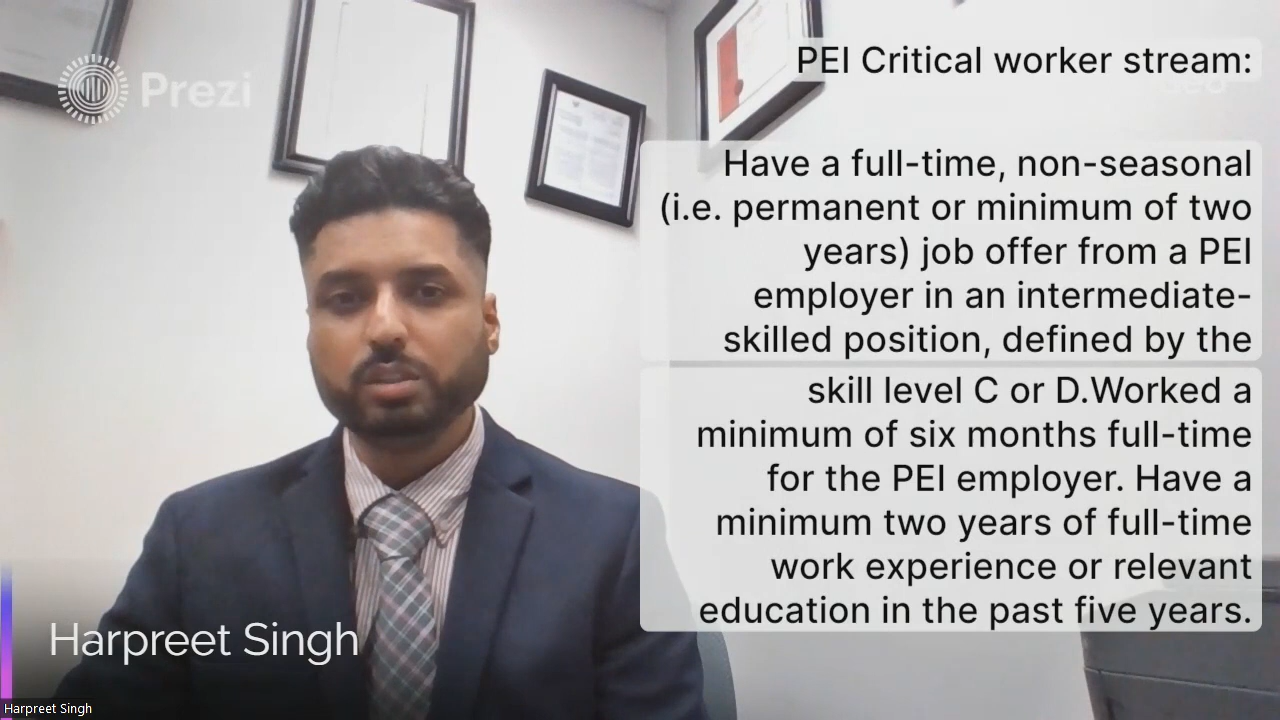 Prezi
PEI Critical worker stream:
Have a full-time, non-seasonal
(i.e. permanent or minimum of two
years) job offer from a PEI
employer in an intermediate-
skilled position, defined by the
skill level C or D.Worked a
minimum of six months full-time
for the PEI employer. Have a
minimum two years of full-time
work experience or relevant
education in the past five years.
Harpreet Singh
Harpreet Singh